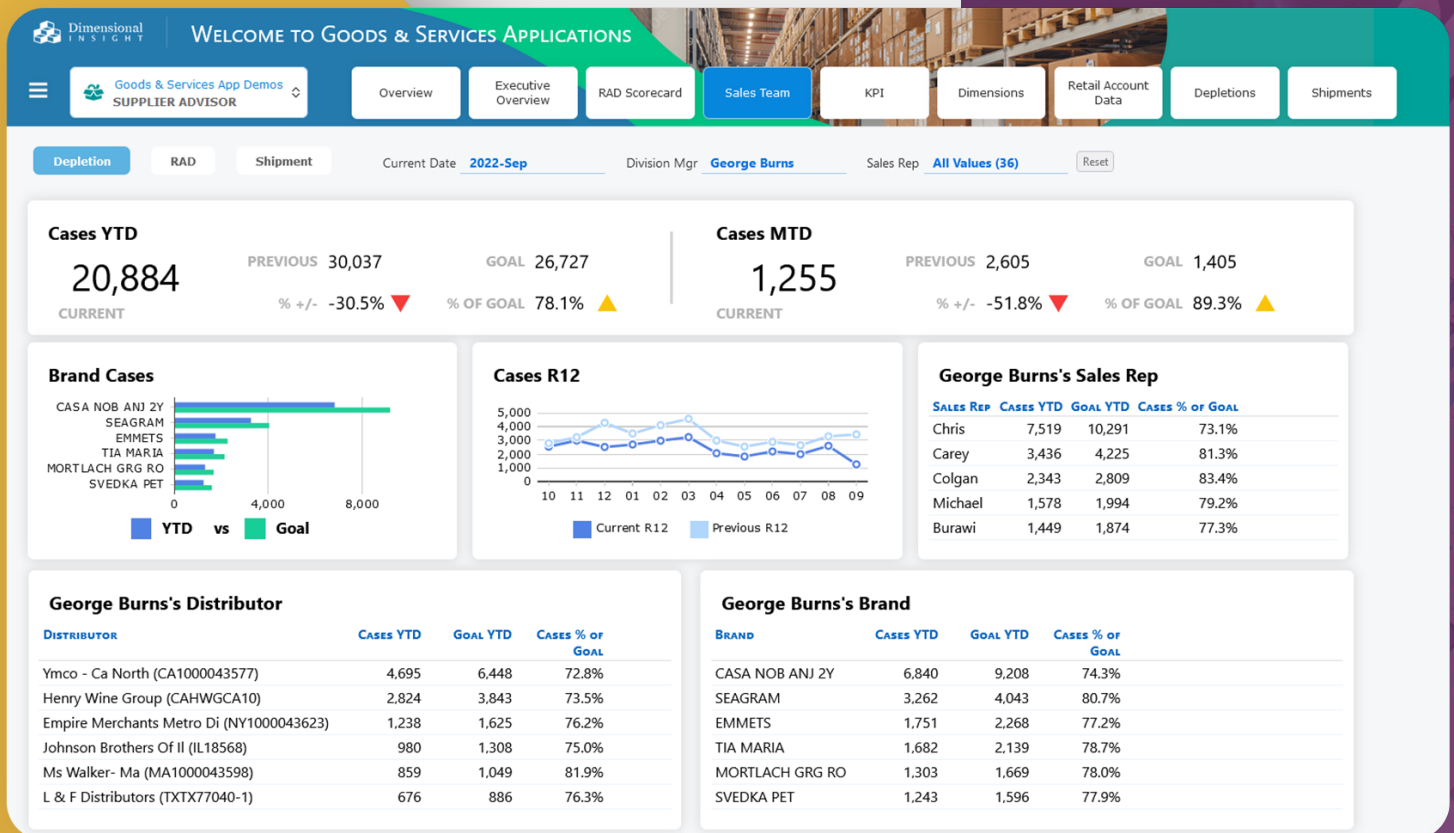 Dimensional
INSIGHT
WELCOME TO GOODS & SERVICES APPLICATIONS
Goods & Services App Demos
SUPPLIER ADVISOR
Overview
Executive
Overview
RAD Scorecard
Sales Team
KPI
Dimensions
Retail Account
Data
Depletions
Shipments
Depletion RAD Shipment Current Date 2022-Sep Division Mgr George Burns Sales Rep All Values (36) Reset
Cases YTD
20,884
CURRENT
PREVIOUS 30,037 GOAL 26,727
% +/- -30.5% % OF GOAL 78.1%
Cases MTD
1,255
CURRENT
PREVIOUS 2,605 GOAL 1,405
% +/- -51.8% % OF GOAL 89.3%
Brand Cases
CASA NOB ANJ 2Y
SEAGRAM
EMMETS
TIA MARIA
MORTLACH GRG RO
SVEDKA PET
0 4,000 8,000
YTD vs Goal
Cases R12
5,000
4,000
3,000
2,000
1,000
0
10 11 12 01 02 03 04 05 06 07 08 09
Current R12 Previous R12
George Burns's Sales Rep
SALES REP CASES YTD GOAL YTD CASES % OF GOAL
Chris 7,519 10,291 73.1%
Carey 3,436 4,225 81.3%
Colgan 2,343 2,809 83.4%
Michael 1,578 1,994 79.2%
Burawi 1,449 1,874 77.3%
George Burns's Distributor
DISTRIBUTOR CASES YTD GOAL YTD CASES % OF
GOAL
Ymco - Ca North (CA1000043577) 4,695 6,448 72.8%
Henry Wine Group (CAHWGCA10) 2,824 3,843 73.5%
Empire Merchants Metro Di (NY1000043623) 1,238 1,625 76.2%
Johnson Brothers Of Il (IL18568) 980 1,308 75.0%
Ms Walker- Ma (MA1000043598) 859 1,049 81.9%
L & F Distributors (TXTX77040-1) 676 886 76.3%
George Burns's Brand
BRAND CASES YTD GOAL YTD CASES % OF
GOAL
CASA NOB ANJ 2Y 6,840 9,208 74.3%
SEAGRAM 3,262 4,043 80.7%
EMMETS 1,751 2,268 77.2%
TIA MARIA 1,682 2,139 78.7%
MORTLACH GRG RO 1,303 1,669 78.0%
SVEDKA PET 1,243 1,596 77.9%